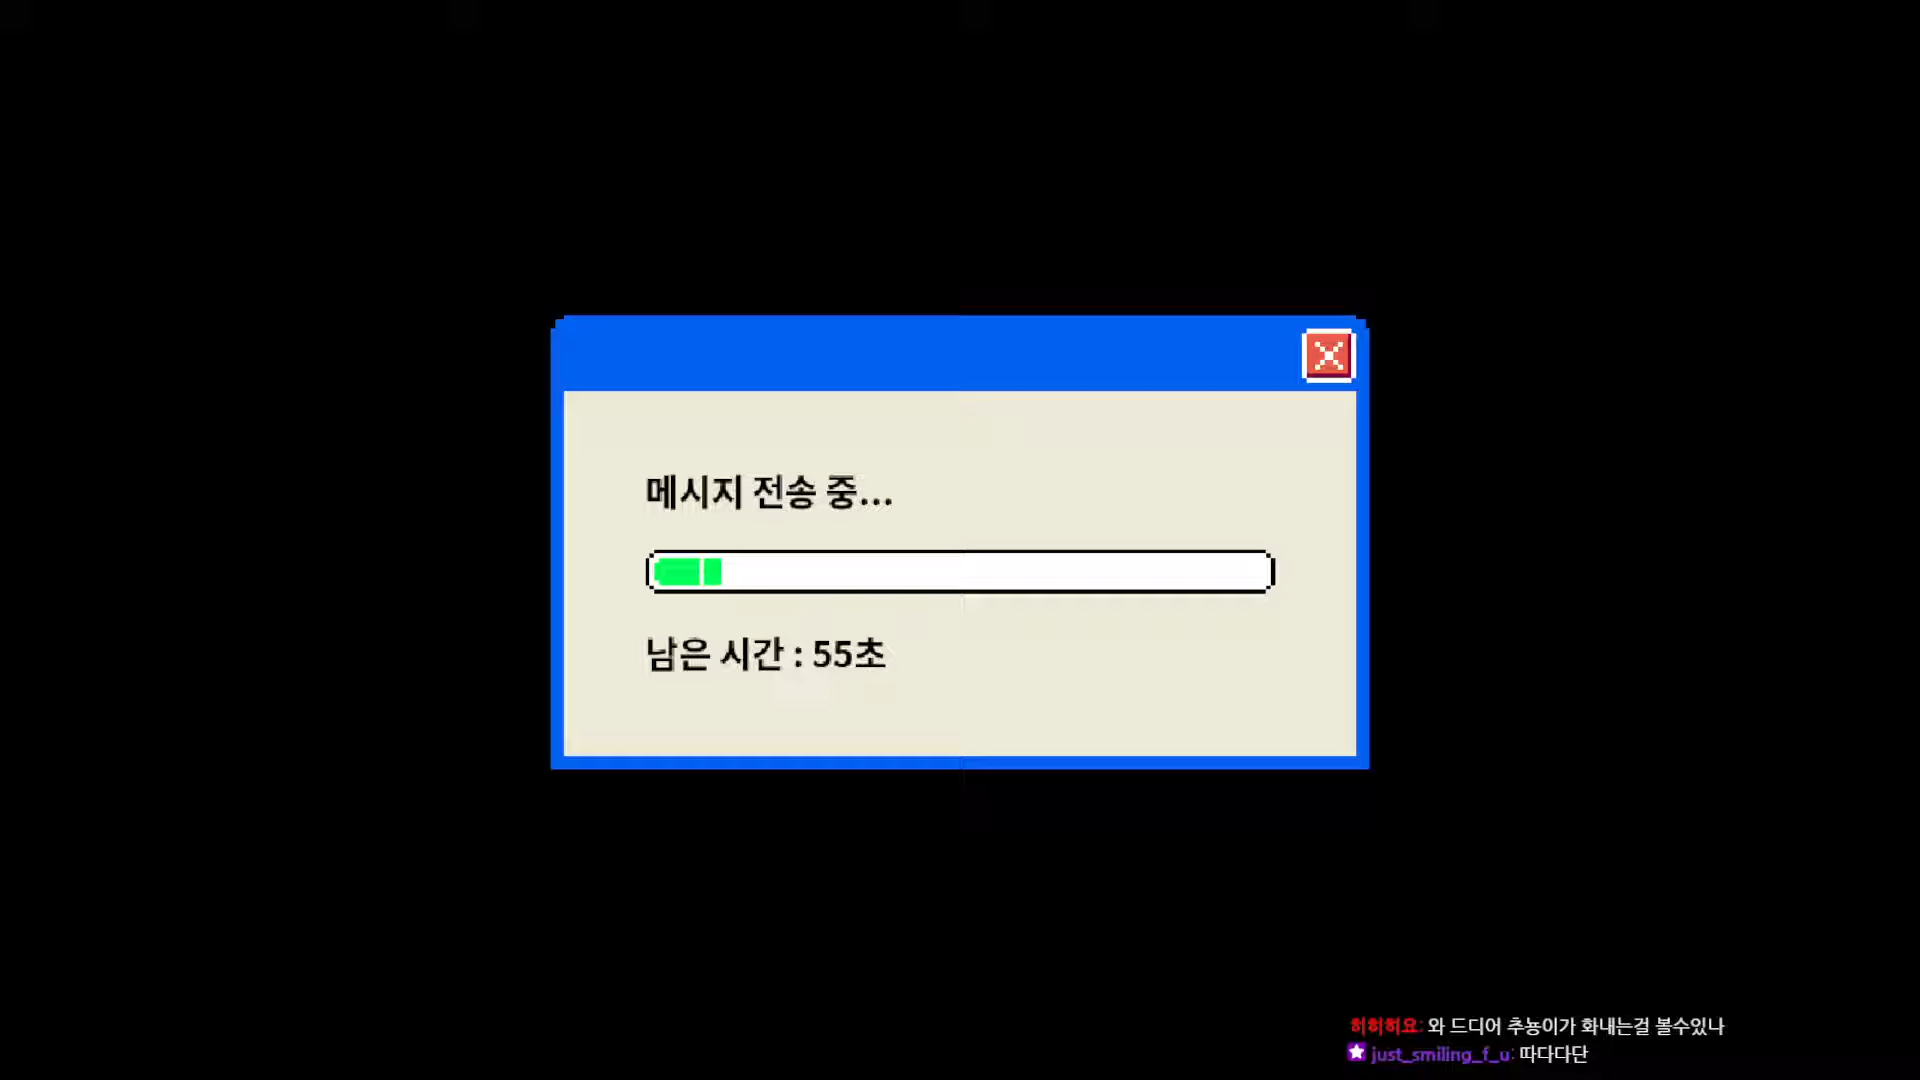 메시지 전송 중...
남은 시간 : 55초
히히히요: 와 드디어 추뇽이가 화내는걸 볼수있나
just_smiling_f_u: 따다다단